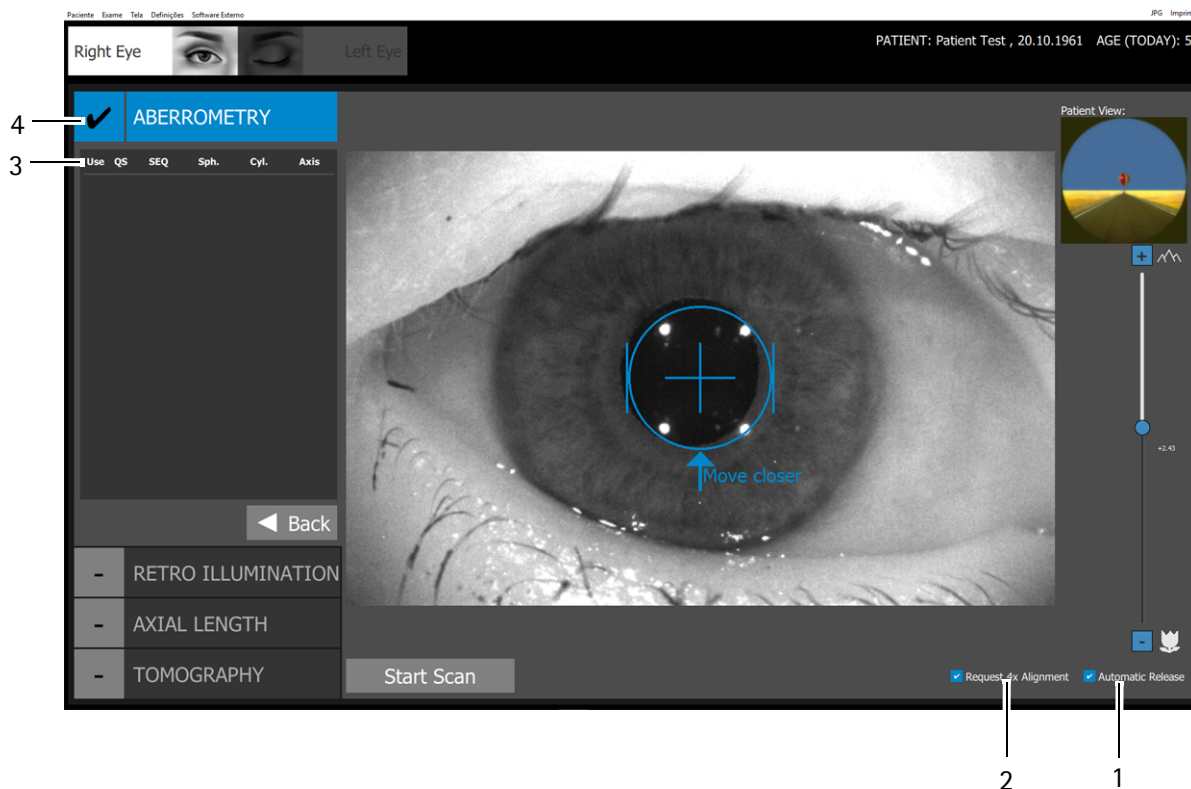 Paciente Exame Tela Definições Software Externo JPG Imprim
Right Eye Left Eye PATIENT: Patient Test , 20.10.1961 AGE (TODAY): 5
4 ✔ ABERROMETRY Patient View:
3 Use QS SEQ Sph. Cyl. Axis
+
Move closer
+2.43
◀ Back
- RETRO ILLUMINATION
- AXIAL LENGTH
-
- TOMOGRAPHY Start Scan Request 4x Alignment Automatic Release
2 1